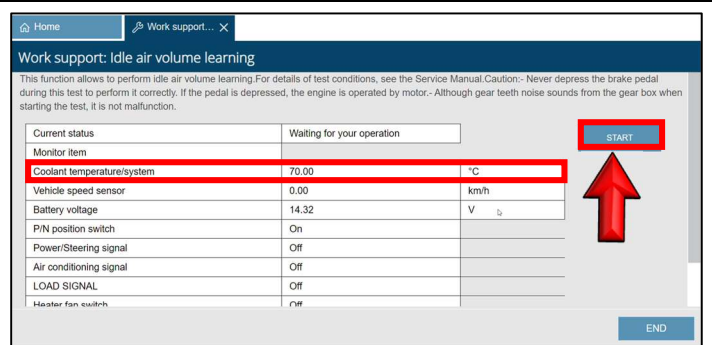 Home
Work support...
Work support: Idle air volume learning
This function allows to perform idle air volume learning.For details of test conditions, see the Service Manual.Caution:- Never depress the brake pedal
during this test to perform it correctly. If the pedal is depressed, the engine is operated by motor.- Although gear teeth noise sounds from the gear box when
starting the test, it is not malfunction.
Current status Waiting for your operation
START
Monitor item
Coolant temperature/system 70.00 °C
Vehicle speed sensor 0.00 km/h
Battery voltage 14.32 V
P/N position switch On
Power/Steering signal Off
Air conditioning signal Off
LOAD SIGNAL Off
Heater fan switch Off
END